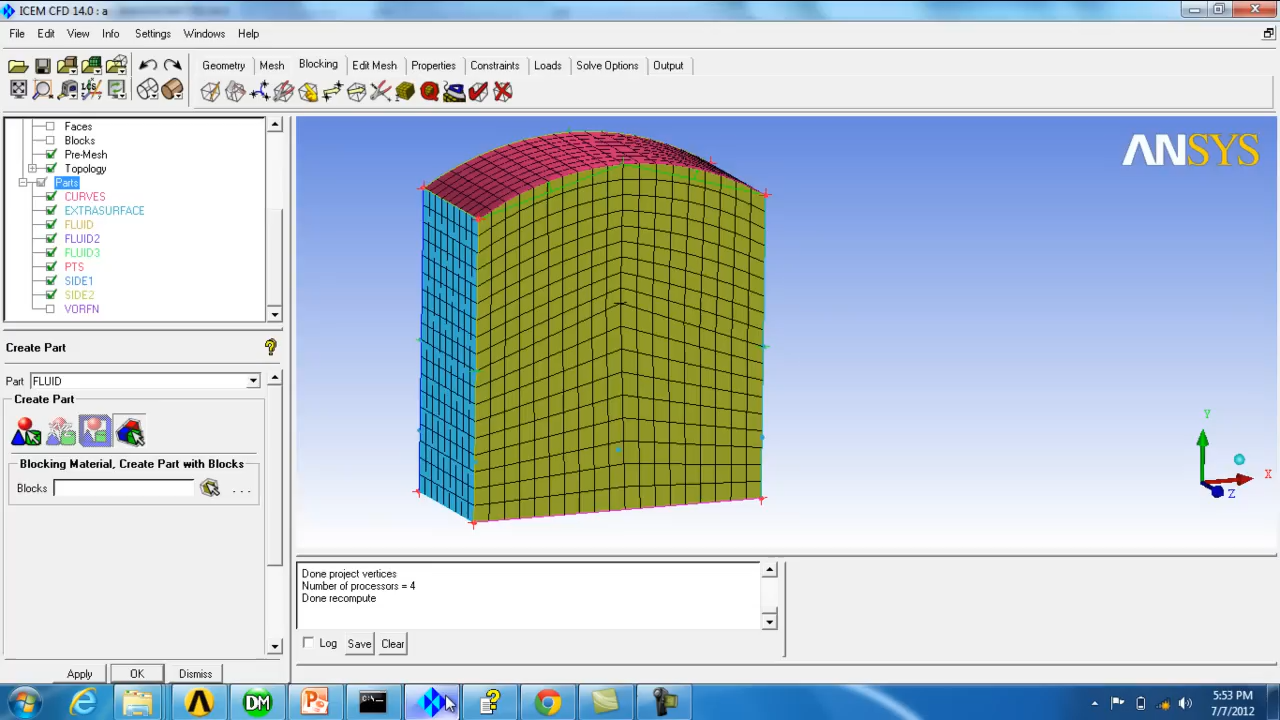 ICEM CFD 14.0 : a
File Edit View Info Settings Windows Help
Geometry Mesh Blocking Edit Mesh Properties Constraints Loads Solve Options Output
Faces
Blocks
Pre-Mesh
Topology
Parts
CURVES
EXTRASURFACE
FLUID
FLUID2
FLUID3
PTS
SIDE1
SIDE2
VORFN
Create Part
Part FLUID
Create Part
Blocking Material, Create Part with Blocks
Blocks ...
Apply OK Dismiss
ANSYS
Y
X
Z
Done project vertices
Number of processors = 4
Done recompute
Log Save Clear
DM
5:53 PM
7/7/2012